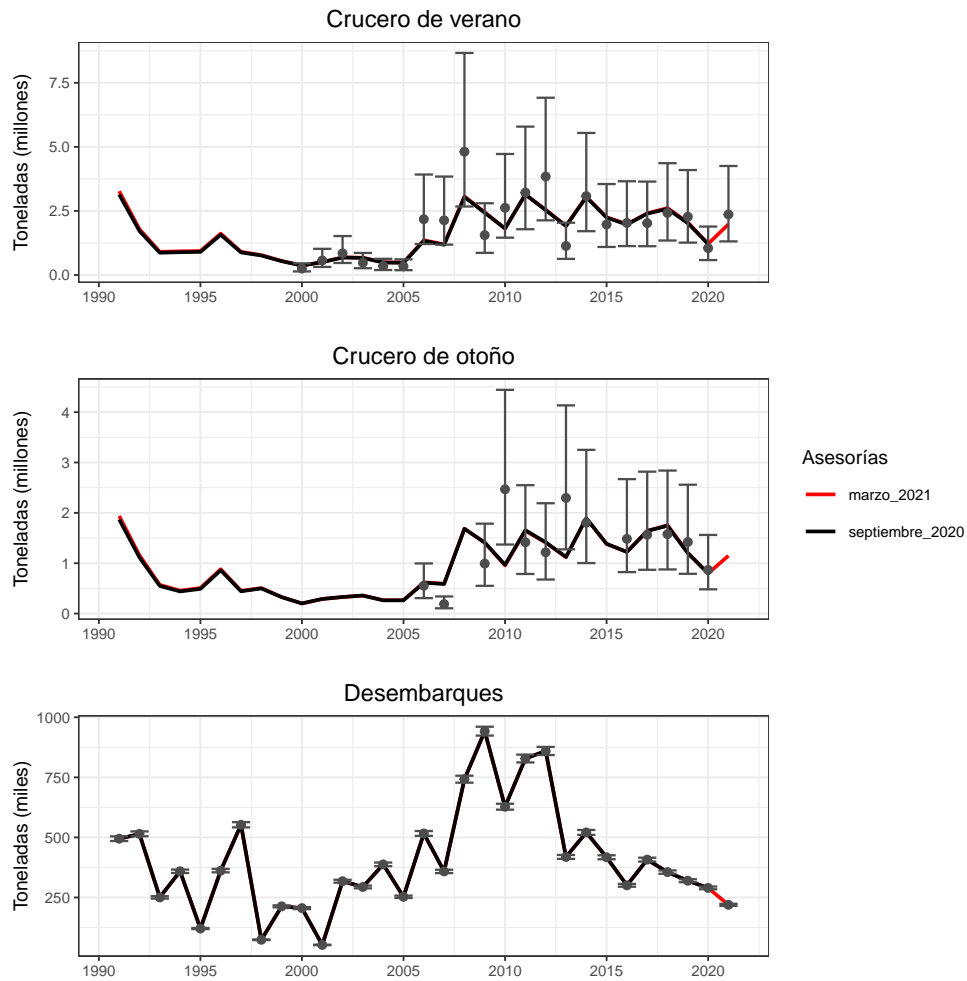 Crucero de verano
Toneladas (millones)
7.5
5.0
2.5
0.0
1990 1995 2000 2005 2010 2015 2020
Crucero de otoño
Toneladas (millones)
4
3
2
1
0
1990 1995 2000 2005 2010 2015 2020
Asesorías
marzo_2021
septiembre_2020
Desembarques
Toneladas (miles)
1000
750
500
250
1990 1995 2000 2005 2010 2015 2020